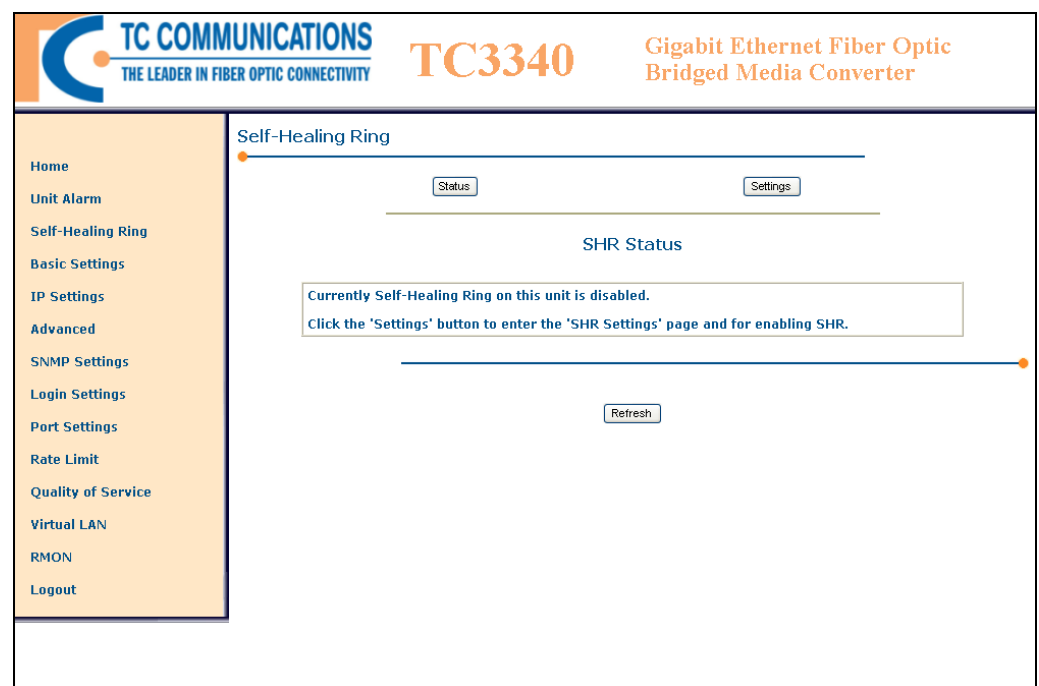 TC COMMUNICATIONS
THE LEADER IN FIBER OPTIC CONNECTIVITY
TC3340
Gigabit Ethernet Fiber Optic
Bridged Media Converter
Home
Unit Alarm
Self-Healing Ring
Basic Settings
IP Settings
Advanced
SNMP Settings
Login Settings
Port Settings
Rate Limit
Quality of Service
Virtual LAN
RMON
Logout
Self-Healing Ring
Status
Settings
SHR Status
Currently Self-Healing Ring on this unit is disabled.
Click the 'Settings' button to enter the 'SHR Settings' page and for enabling SHR.
Refresh